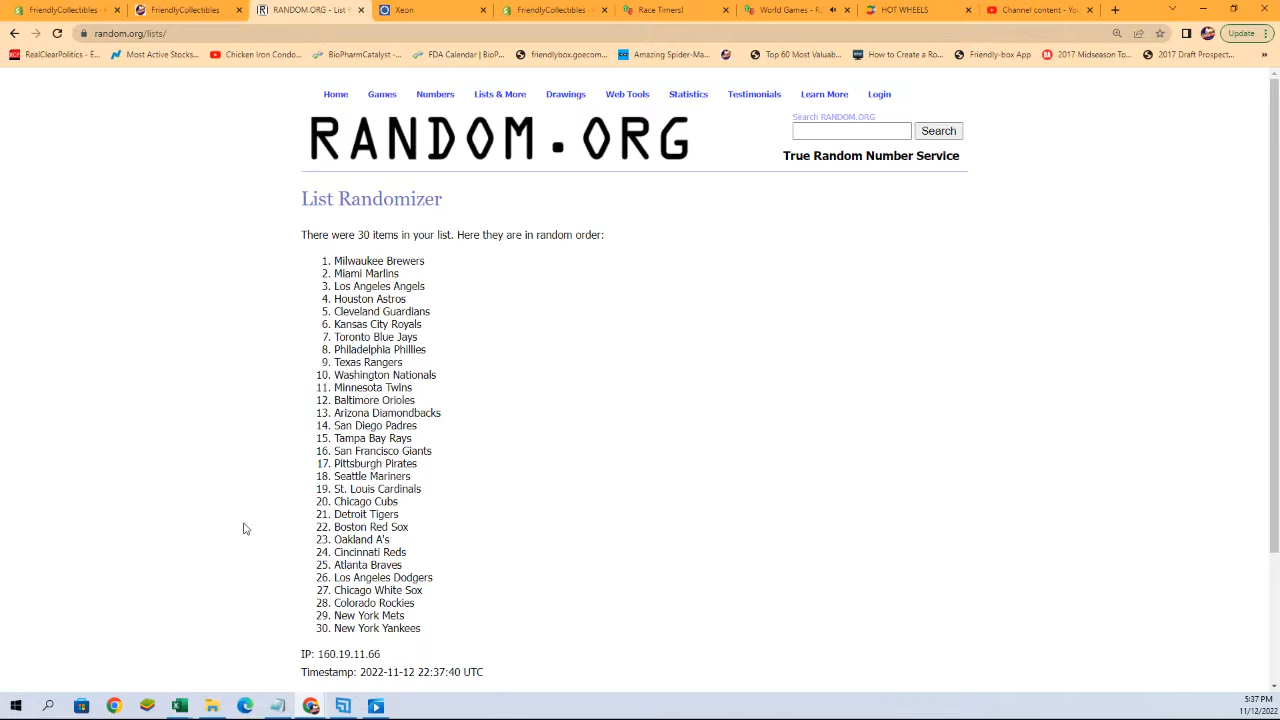 FriendlyCollectibles
FriendlyCollectibles
RANDOM.ORG - List
Xeon
FriendlyCollectibles -
Race Timers!
World Games - F
HOT WHEELS
Channel content - You
random.org/lists/
Update
RealClearPolitics - E...
Most Active Stocks...
Chicken Iron Condo...
BioPharmCatalyst -...
FDA Calendar | BioP...
friendlybox.goecom...
Amazing Spider-Ma...
Top 60 Most Valuab...
How to Create a Ro...
Friendly-box App
2017 Midseason To...
2017 Draft Prospect...
Home
Games
Numbers
Lists & More
Drawings
Web Tools
Statistics
Testimonials
Learn More
Login
RANDOM.ORG
Search RANDOM.ORG
Search
True Random Number Service
List Randomizer
There were 30 items in your list. Here they are in random order:
1. Milwaukee Brewers
2. Miami Marlins
3. Los Angeles Angels
4. Houston Astros
5. Cleveland Guardians
6. Kansas City Royals
7. Toronto Blue Jays
8. Philadelphia Phillies
9. Texas Rangers
10. Washington Nationals
11. Minnesota Twins
12. Baltimore Orioles
13. Arizona Diamondbacks
14. San Diego Padres
15. Tampa Bay Rays
16. San Francisco Giants
17. Pittsburgh Pirates
18. Seattle Mariners
19. St. Louis Cardinals
20. Chicago Cubs
21. Detroit Tigers
22. Boston Red Sox
23. Oakland A's
24. Cincinnati Reds
25. Atlanta Braves
26. Los Angeles Dodgers
27. Chicago White Sox
28. Colorado Rockies
29. New York Mets
30. New York Yankees
IP: 160.19.11.66
Timestamp: 2022-11-12 22:37:40 UTC
5:37 PM
11/12/2022